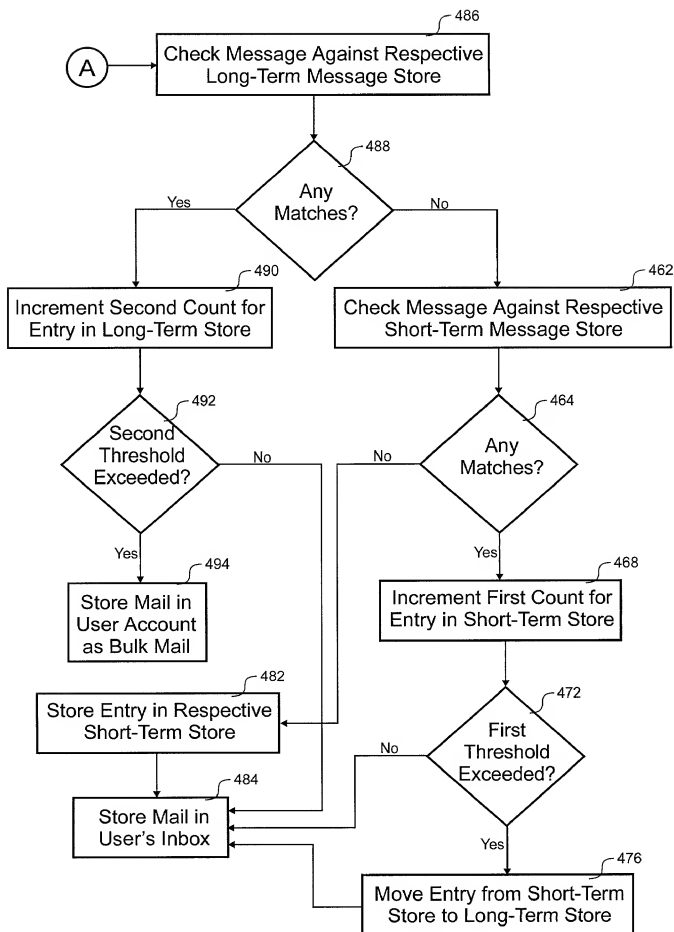 486
A
Check Message Against Respective
Long-Term Message Store
488
Any
Matches?
Yes
No
490
Increment Second Count for
Entry in Long-Term Store
462
Check Message Against Respective
Short-Term Message Store
492
Second
Threshold
Exceeded?
No
Yes
464
Any
Matches?
No
Yes
494
Store Mail in
User Account
as Bulk Mail
468
Increment First Count for
Entry in Short-Term Store
482
Store Entry in Respective
Short-Term Store
472
First
Threshold
Exceeded?
No
Yes
484
Store Mail in
User's Inbox
476
Move Entry from Short-Term
Store to Long-Term Store